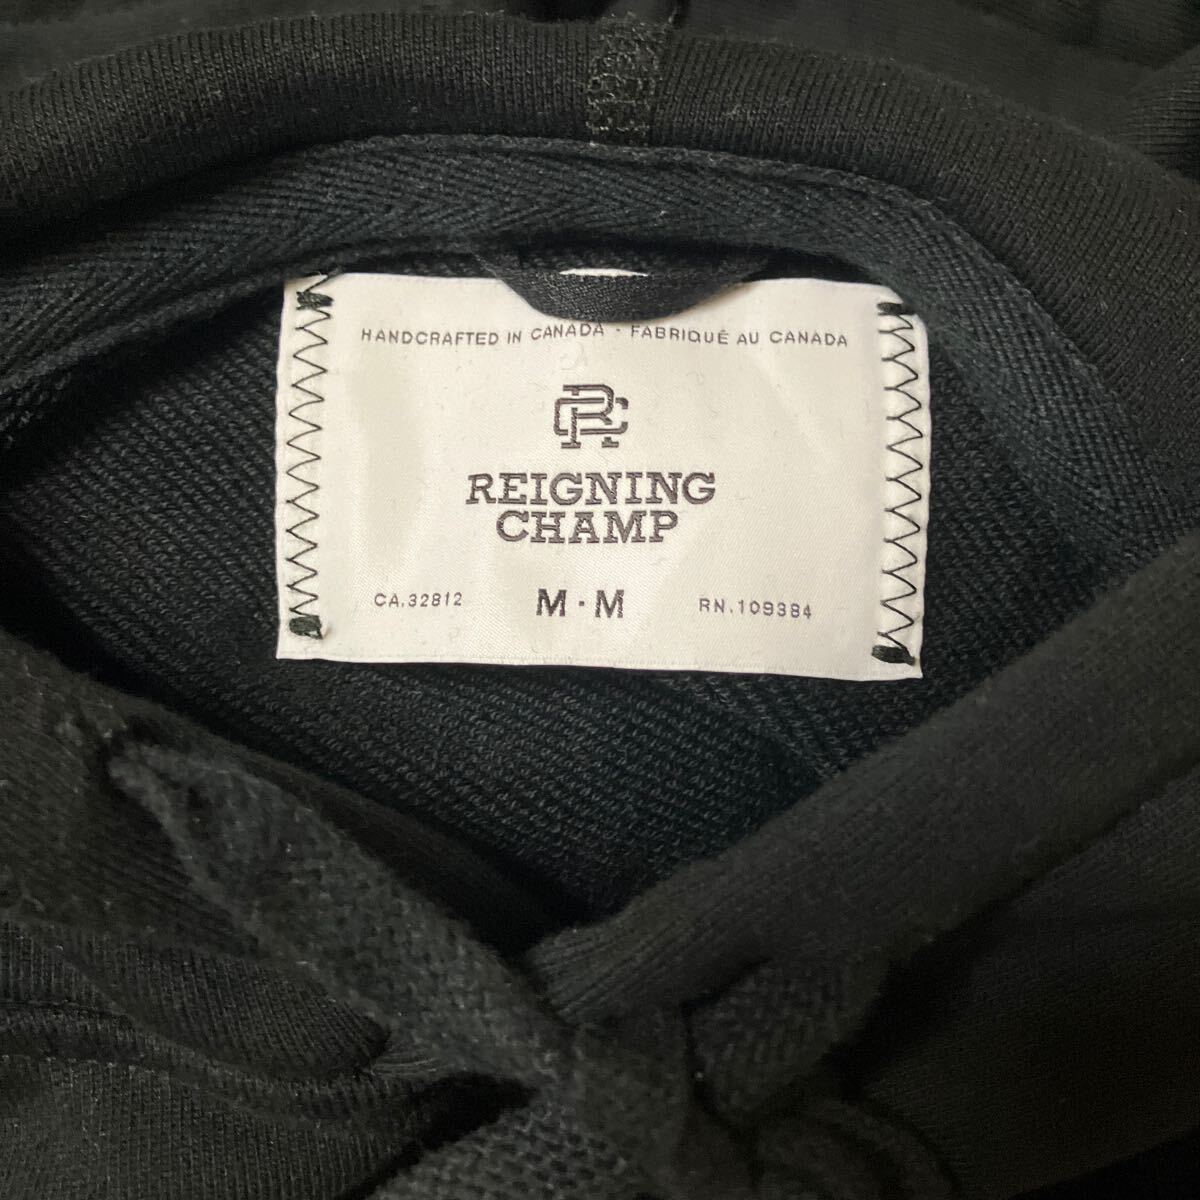 HANDCRAFTED IN CANADA · FABRIQUÉ AU CANADA
RC
REIGNING
CHAMP
CA.32812 M·M RN.109384